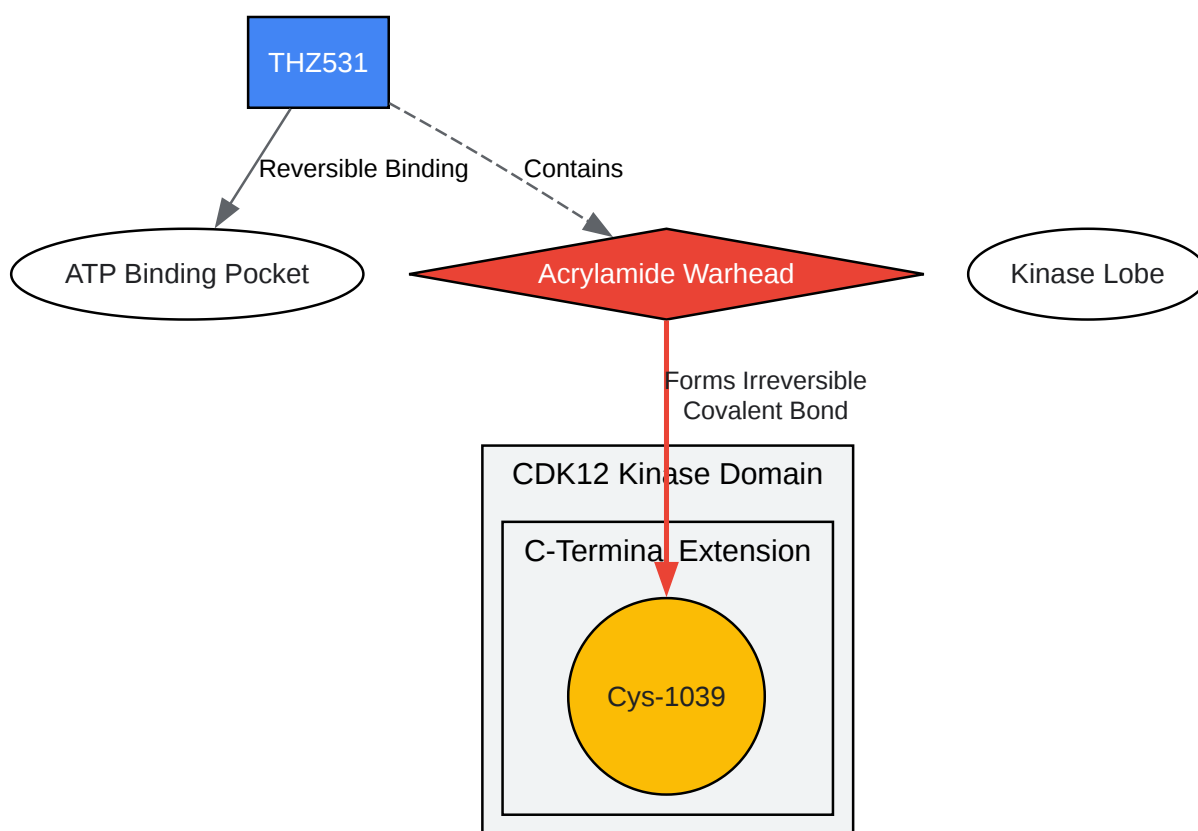 THZ531
Reversible Binding
Contains
ATP Binding Pocket
Acrylamide Warhead
Kinase Lobe
Forms Irreversible
Covalent Bond
CDK12 Kinase Domain
C-Terminal Extension
Cys-1039